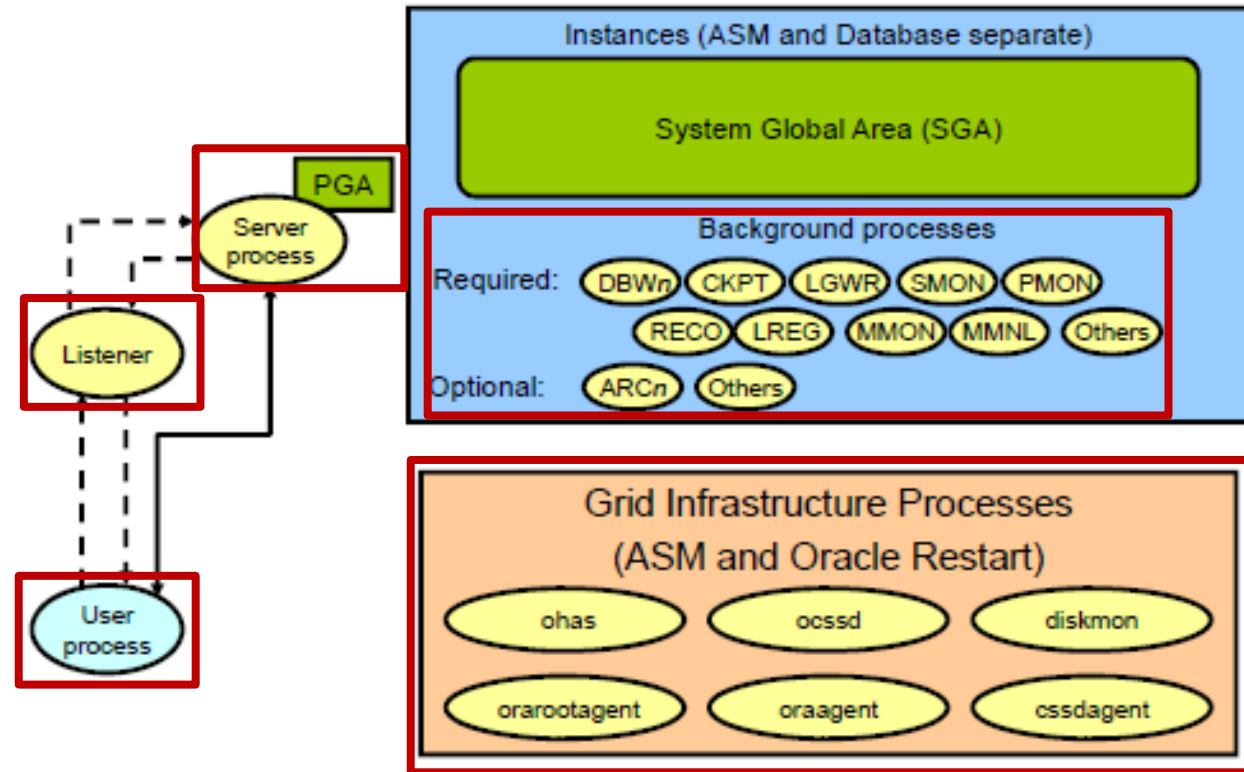 Instances (ASM and Database separate)
System Global Area (SGA)
PGA
Server
process
Background processes
Required: DBWn CKPT LGWR SMON PMON
RECO LREG MMON MMNL Others
Optional: ARCn Others
Listener
User
process
Grid Infrastructure Processes
(ASM and Oracle Restart)
ohas ocssd diskmon
orarootagent oraagent cssdagent